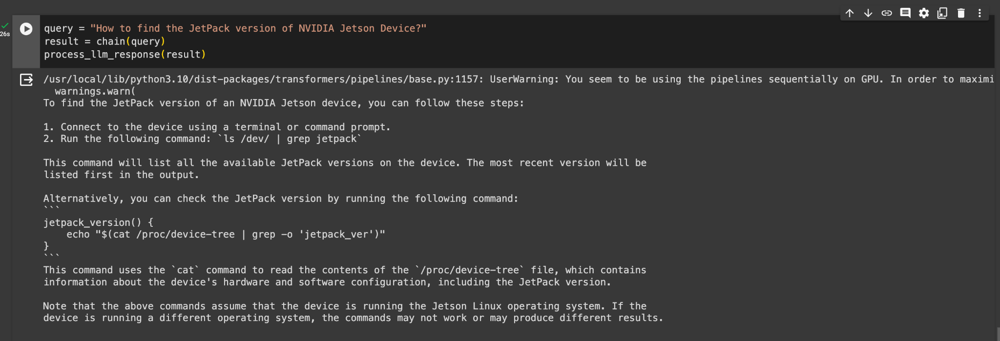 26s
query = "How to find the JetPack version of NVIDIA Jetson Device?"
result = chain(query)
process_llm_response(result)
/usr/local/lib/python3.10/dist-packages/transformers/pipelines/base.py:1157: UserWarning: You seem to be using the pipelines sequentially on GPU. In order to maximi
  warnings.warn(
To find the JetPack version of an NVIDIA Jetson device, you can follow these steps:

1. Connect to the device using a terminal or command prompt.
2. Run the following command: `ls /dev/ | grep jetpack`

This command will list all the available JetPack versions on the device. The most recent version will be
listed first in the output.

Alternatively, you can check the JetPack version by running the following command:
```
jetpack_version() {
    echo "$(cat /proc/device-tree | grep -o 'jetpack_ver')"
}
```
This command uses the `cat` command to read the contents of the `/proc/device-tree` file, which contains
information about the device's hardware and software configuration, including the JetPack version.

Note that the above commands assume that the device is running the Jetson Linux operating system. If the
device is running a different operating system, the commands may not work or may produce different results.